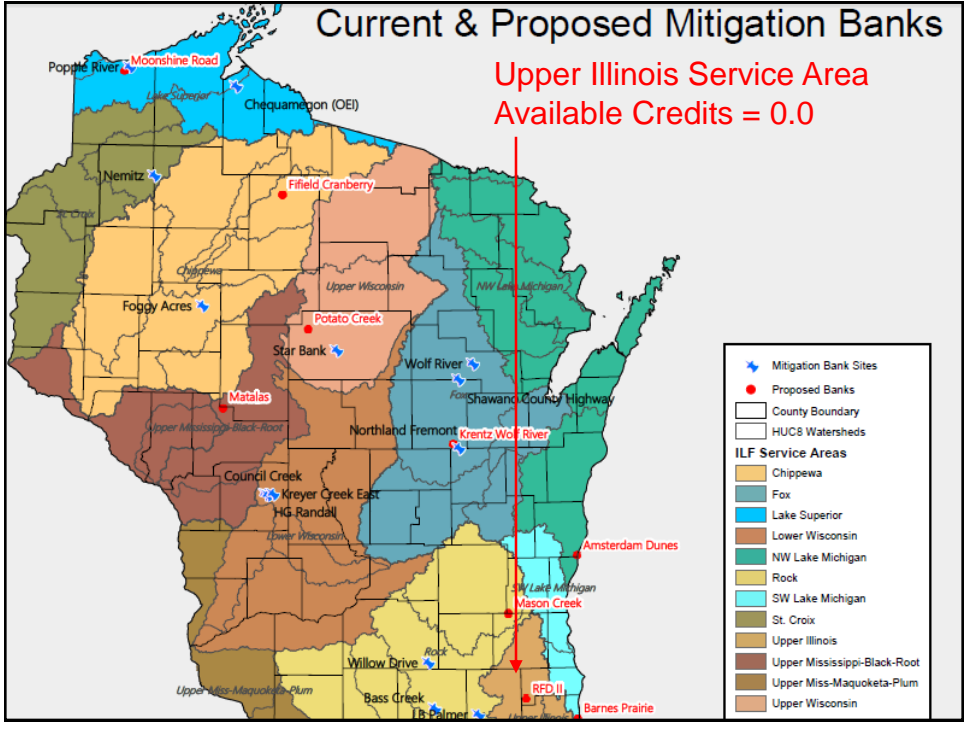 Current & Proposed Mitigation Banks
Upper Illinois Service Area
Available Credits = 0.0
Popple River
Moonshine Road
Lake Superior
Chequamegon (OEI)
Nemitz
Fifield Cranberry
St. Croix
Chippewa
Upper Wisconsin
NW Lake Michigan
Foggy Acres
Potato Creek
Star Bank
Wolf River
Fox
Shawano County Highway
Matalas
Upper Mississippi-Black-Root
Northland Fremont
Krentz Wolf River
Council Creek
Kreyer Creek East
HG Randall
Lower Wisconsin
Amsterdam Dunes
SW Lake Michigan
Mason Creek
Rock
Willow Drive
Upper Miss-Maquoketa-Plum
Bass Creek
RFD II
LB Palmer
Upper Illinois
Barnes Prairie
Mitigation Bank Sites
Proposed Banks
County Boundary
HUC8 Watersheds
ILF Service Areas
Chippewa
Fox
Lake Superior
Lower Wisconsin
NW Lake Michigan
Rock
SW Lake Michigan
St. Croix
Upper Illinois
Upper Mississippi-Black-Root
Upper Miss-Maquoketa-Plum
Upper Wisconsin